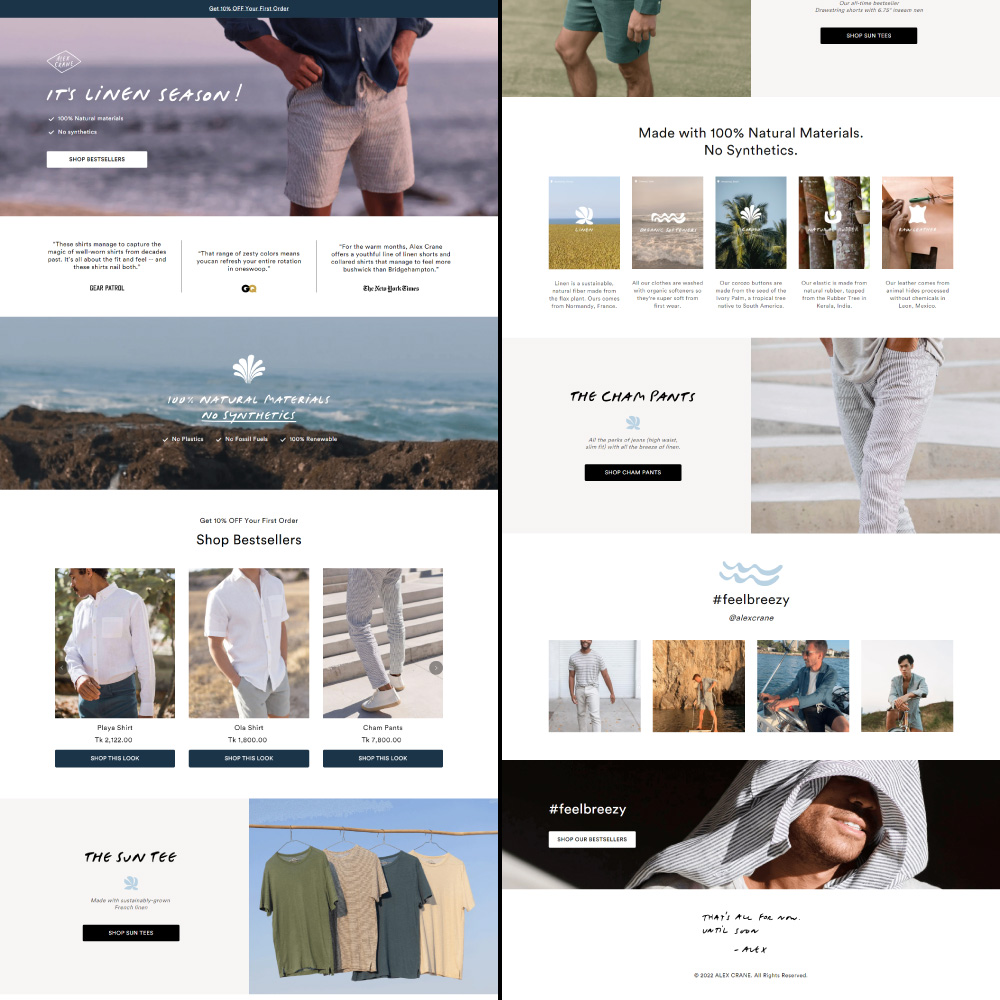 Get 10% OFF Your First Order
ALEX
CRANE
IT'S LINEN SEASON!
100% Natural materials
No synthetics
SHOP BESTSELLERS
"These shirts manage to capture the
magic of well-worn shirts from decades
past. It's all about the fit and feel -- and
these shirts nail both."
GEAR PATROL
"That range of zesty colors means
youcan refresh your entire rotation
in oneswoop."
"For the warm months, Alex Crane
offers a youthful line of linen shorts and
collared shirts that manage to feel more
bushwick than Bridgehampton."
The New York Times
100% NATURAL MATERIALS
NO SYNTHETICS
No Plastics
No Fossil Fuels
100% Renewable
Get 10% OFF Your First Order
Shop Bestsellers
Playa Shirt
Tk 2,122.00
SHOP THIS LOOK
Ola Shirt
Tk 1,800.00
SHOP THIS LOOK
Cham Pants
Tk 7,800.00
SHOP THIS LOOK
THE SUN TEE
Made with sustainably-grown
French linen
SHOP SUN TEES
Our all-time bestseller
Drawstring shorts with 6.75" inseam
SHOP SUN TEES
Made with 100% Natural Materials.
No Synthetics.
LINEN
Linen is a sustainable,
natural fiber made from
the flax plant. Ours comes
from Normandy, France.
ORGANIC SOFTENERS
All our clothes are washed
with organic softeners so
they're super soft from
first wear.
COROZO
Our corozo buttons are
made from the seed of the
Ivory Palm, a tropical tree
native to South America.
NATURAL RUBBER
Our elastic is made from
natural rubber, tapped
from the Rubber Tree in
Kerala, India.
RAW LEATHER
Our leather comes from
animal hides processed
without chemicals in
Leon, Mexico.
THE CHAM PANTS
All the perks of jeans (high waist,
slim fit) with all the breeze of linen.
SHOP CHAM PANTS
#feelbreezy
@alexcrane
#feelbreezy
SHOP OUR BESTSELLERS
THAT'S ALL FOR NOW.
UNTIL SOON
- ALEX
© 2022 ALEX CRANE. All Rights Reserved.